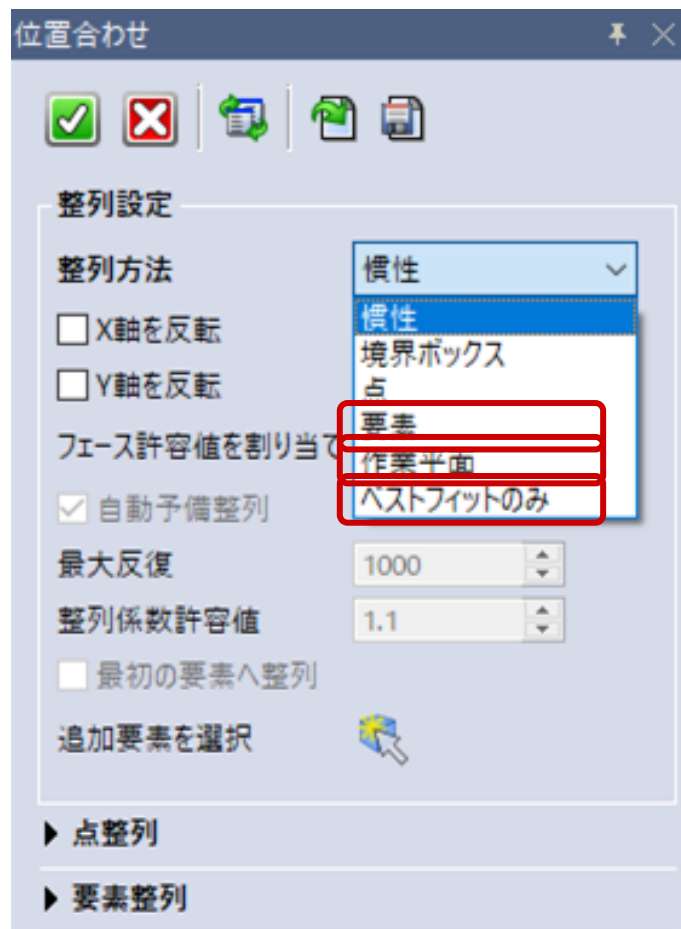 位置合わせ
整列設定
整列方法
慣性
慣性
境界ボックス
点
要素
作業平面
ベストフィットのみ
X軸を反転
Y軸を反転
フェース許容値を割り当て
自動予備整列
最大反復
1000
整列係数許容値
1.1
最初の要素へ整列
追加要素を選択
点整列
要素整列